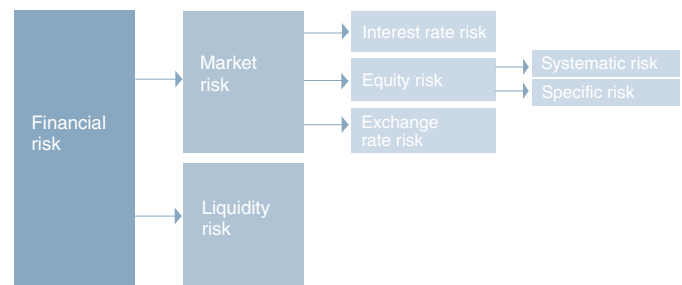 Financial
risk
Market
risk
Interest rate risk
Equity risk
Systematic risk
Specific risk
Exchange
rate risk
Liquidity
risk